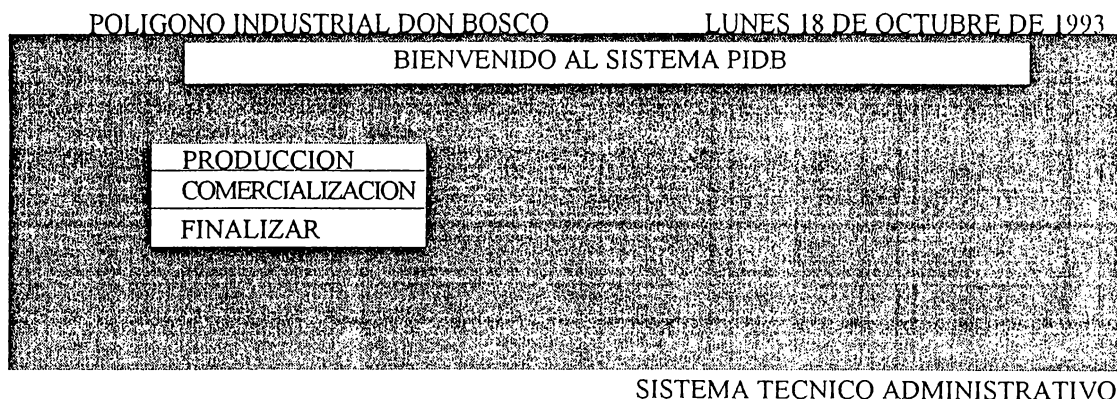 POLIGONO INDUSTRIAL DON BOSCO LUNES 18 DE OCTUBRE DE 1993
BIENVENIDO AL SISTEMA PIDB
PRODUCCION
COMERCIALIZACION
FINALIZAR
SISTEMA TECNICO ADMINISTRATIVO